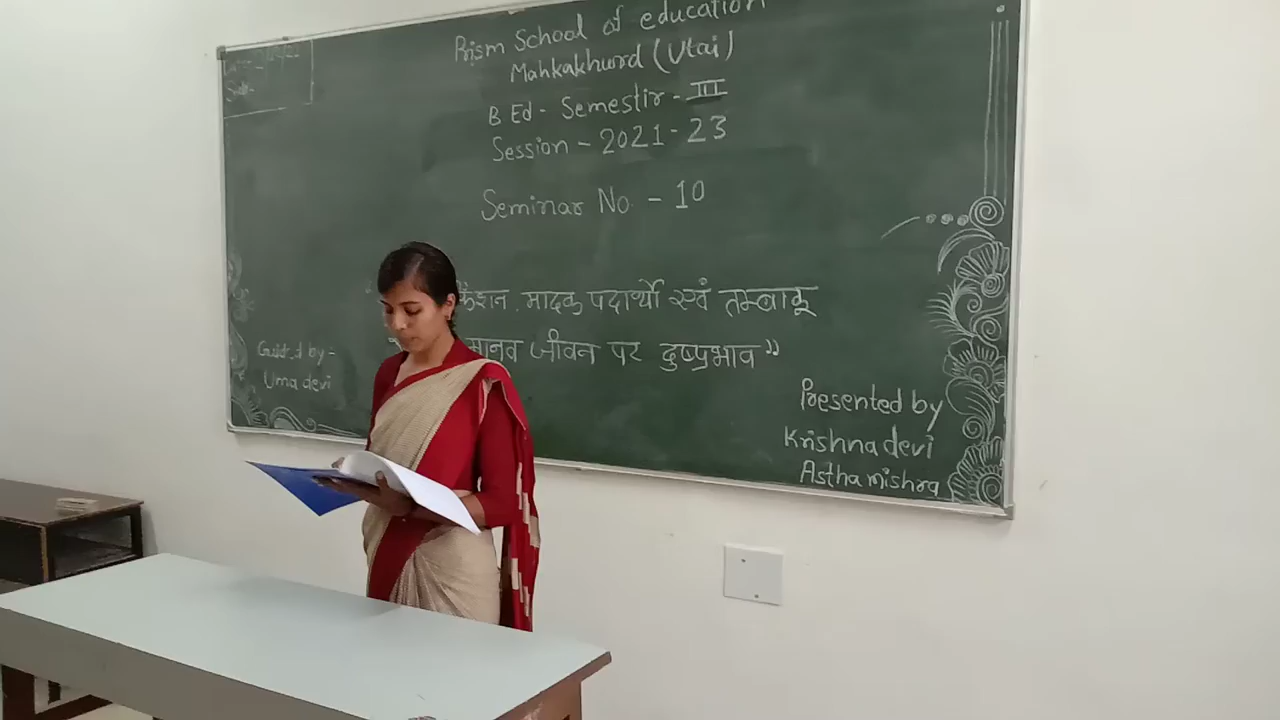 Prism School of education
Mahkakhurd (Utai)
B Ed - Semestir - III
Session - 2021-23
Seminar No. - 10
मादक पदार्थो एवं तम्बाकू
मानव जीवन पर दुष्प्रभाव”
Guided by -
Uma devi
Presented by
Krishna devi
Astha mishra